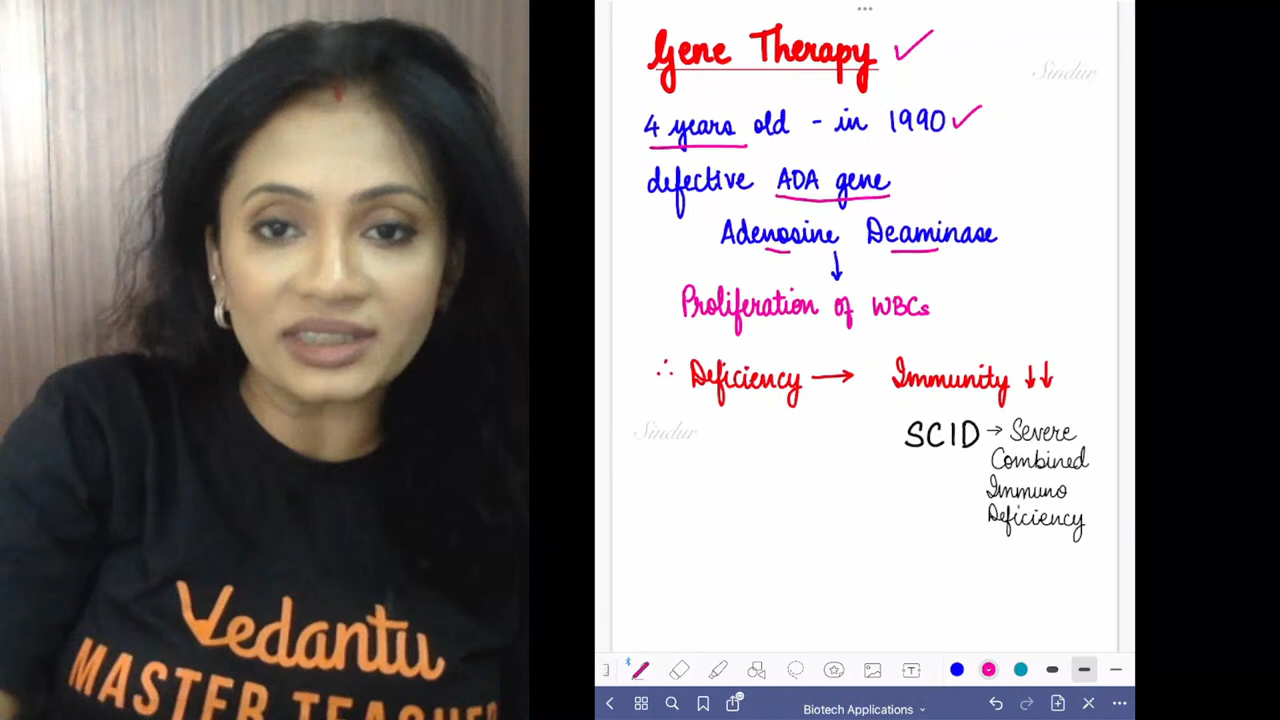 Gene Therapy
Sindur
4 years old - in 1990
defective ADA gene
Adenosine Deaminase
↓
Proliferation of WBCs
∴ Deficiency → Immunity ↓↓
Sindur
SCID → Severe
Combined
Immuno
Deficiency
Vedantu
MASTER TEACHER
Biotech Applications